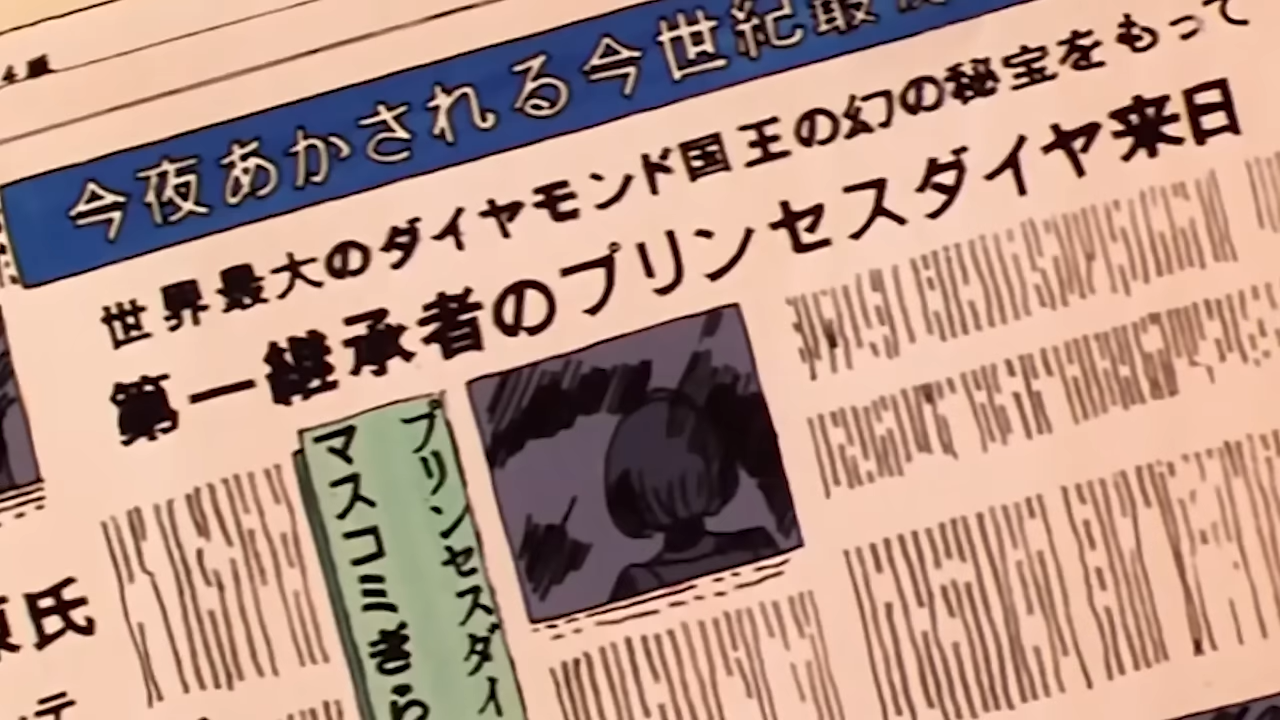 今夜あかされる今世紀最
世界最大のダイヤモンド国王の幻の秘宝をもって
第一継承者のプリンセスダイヤ来日
プリンセスダイ
マスコミぎら
氏
テ